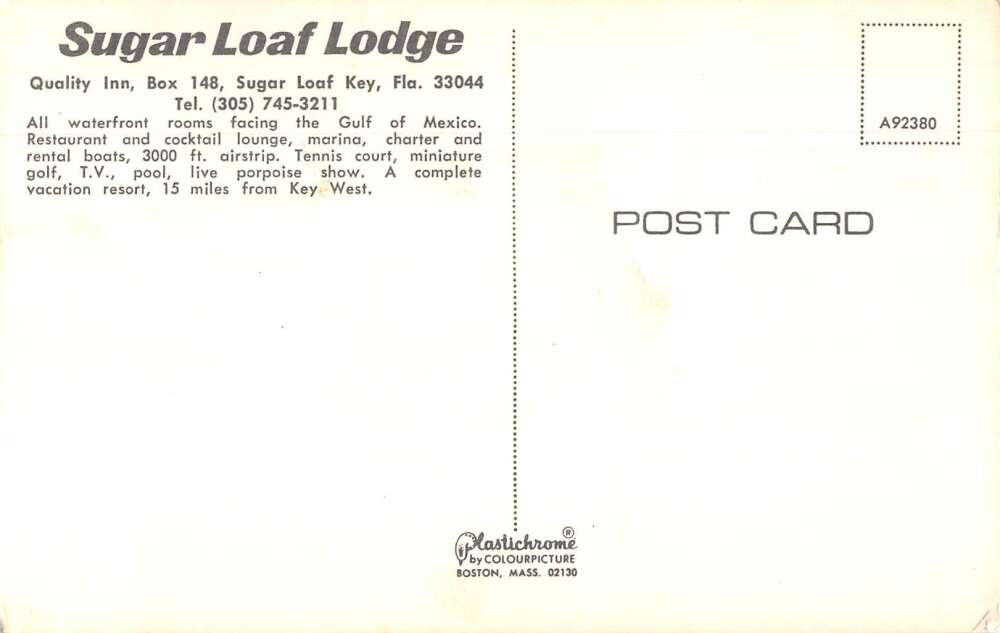 Sugar Loaf Lodge
Quality Inn, Box 148, Sugar Loaf Key, Fla. 33044
Tel. (305) 745-3211
All waterfront rooms facing the Gulf of Mexico.
Restaurant and cocktail lounge, marina, charter and
rental boats, 3000 ft. airstrip. Tennis court, miniature
golf, T.V., pool, live porpoise show. A complete
vacation resort, 15 miles from Key West.
A92380
POST CARD
Plastichrome®
by COLOURPICTURE
BOSTON, MASS. 02130